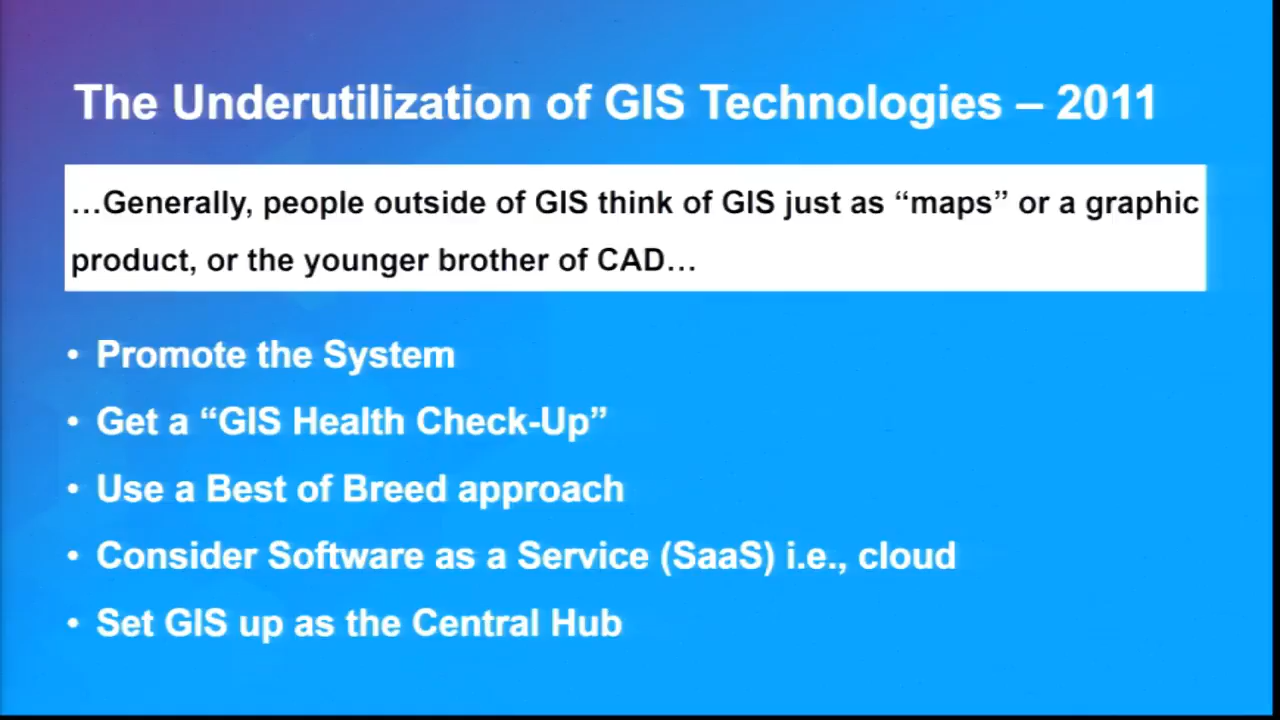 The Underutilization of GIS Technologies – 2011
…Generally, people outside of GIS think of GIS just as “maps” or a graphic
product, or the younger brother of CAD…
• Promote the System
• Get a “GIS Health Check-Up”
• Use a Best of Breed approach
• Consider Software as a Service (SaaS) i.e., cloud
• Set GIS up as the Central Hub